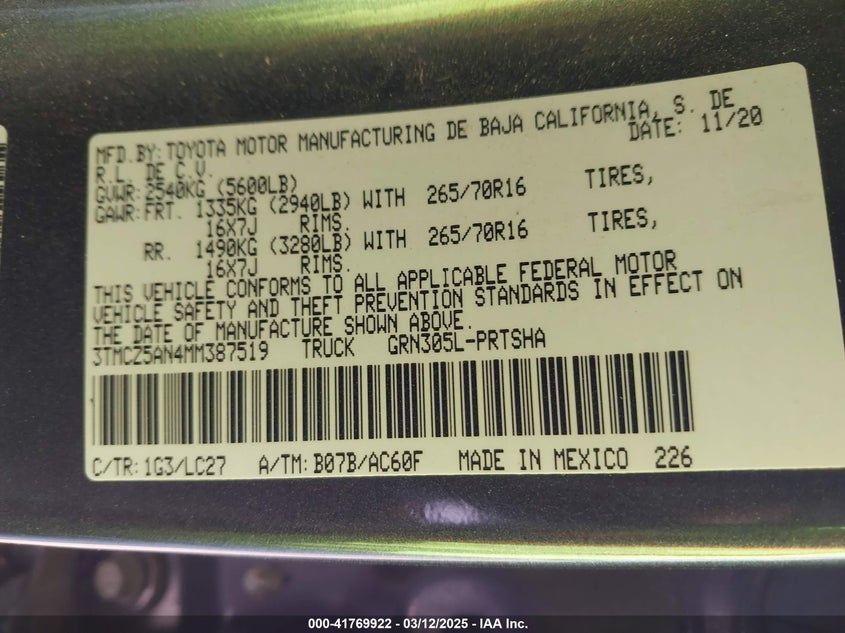 MFD.BY:TOYOTA MOTOR MANUFACTURING DE BAJA CALIFORNIA, S. DE
R.L. DE C.V. DATE: 11/20
GVWR:2540KG (5600LB)
GAWR:FRT. 1335KG (2940LB) WITH 265/70R16 TIRES,
16X7J RIMS.
RR. 1490KG (3280LB) WITH 265/70R16 TIRES,
16X7J RIMS.
THIS VEHICLE CONFORMS TO ALL APPLICABLE FEDERAL MOTOR
VEHICLE SAFETY AND THEFT PREVENTION STANDARDS IN EFFECT ON
THE DATE OF MANUFACTURE SHOWN ABOVE.
3TMCZ5AN4MM387519 TRUCK GRN305L-PRTSHA
C/TR:1G3/LC27 A/TM:B07B/AC60F MADE IN MEXICO 226
000-41769922 - 03/12/2025 - IAA Inc.